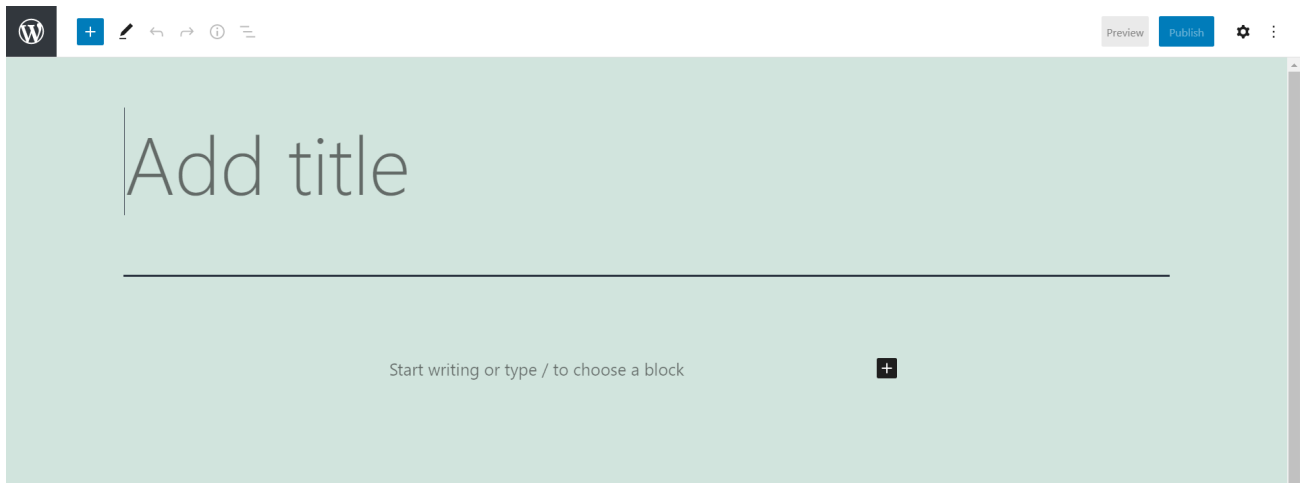 Preview Publish
Add title
Start writing or type / to choose a block